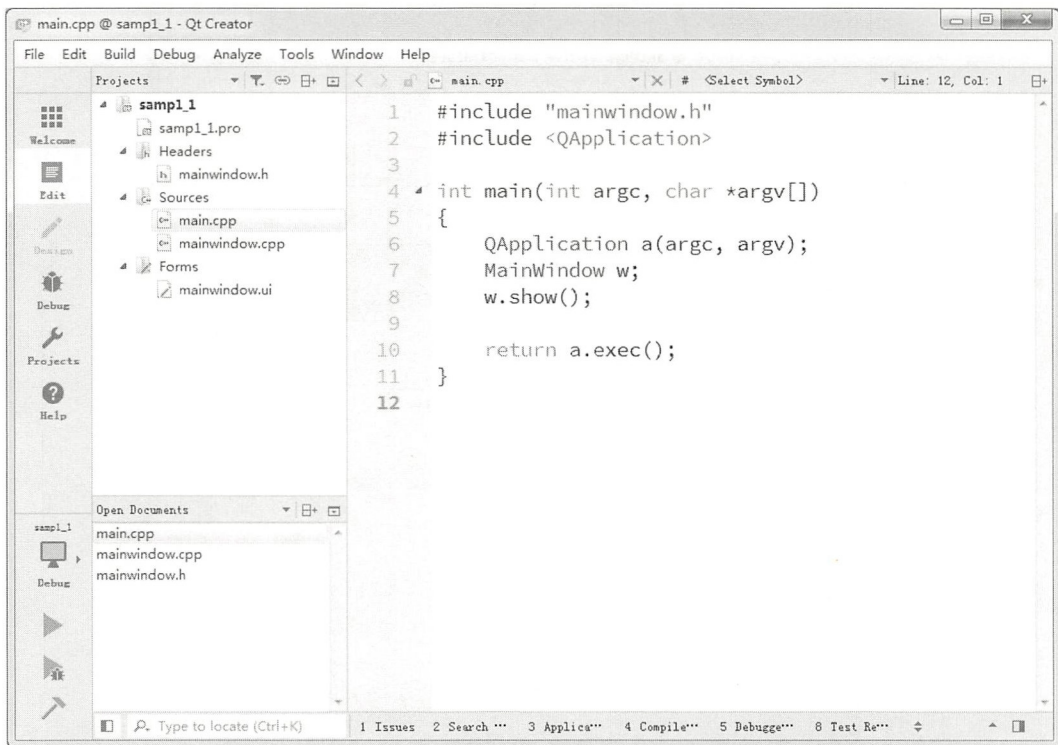 main.cpp @ samp1_1 - Qt Creator
File Edit Build Debug Analyze Tools Window Help
Projects
main.cpp
# <Select Symbol>
Line: 12, Col: 1
Welcome
Edit
Design
Debug
Projects
Help
samp1_1
samp1_1.pro
Headers
mainwindow.h
Sources
main.cpp
mainwindow.cpp
Forms
mainwindow.ui
1 #include "mainwindow.h"
2 #include <QApplication>
3
4 int main(int argc, char *argv[])
5 {
6 QApplication a(argc, argv);
7 MainWindow w;
8 w.show();
9
10 return a.exec();
11 }
12
Open Documents
main.cpp
mainwindow.cpp
mainwindow.h
samp1_1
Debug
Type to locate (Ctrl+K)
1 Issues 2 Search ··· 3 Applica··· 4 Compile··· 5 Debugge··· 8 Test Re···